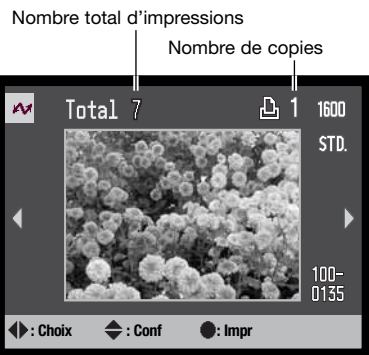 Nombre total d’impressions
Nombre de copies
Total 7
1
1600
STD.
100-
0135
: Choix
: Conf
: Impr